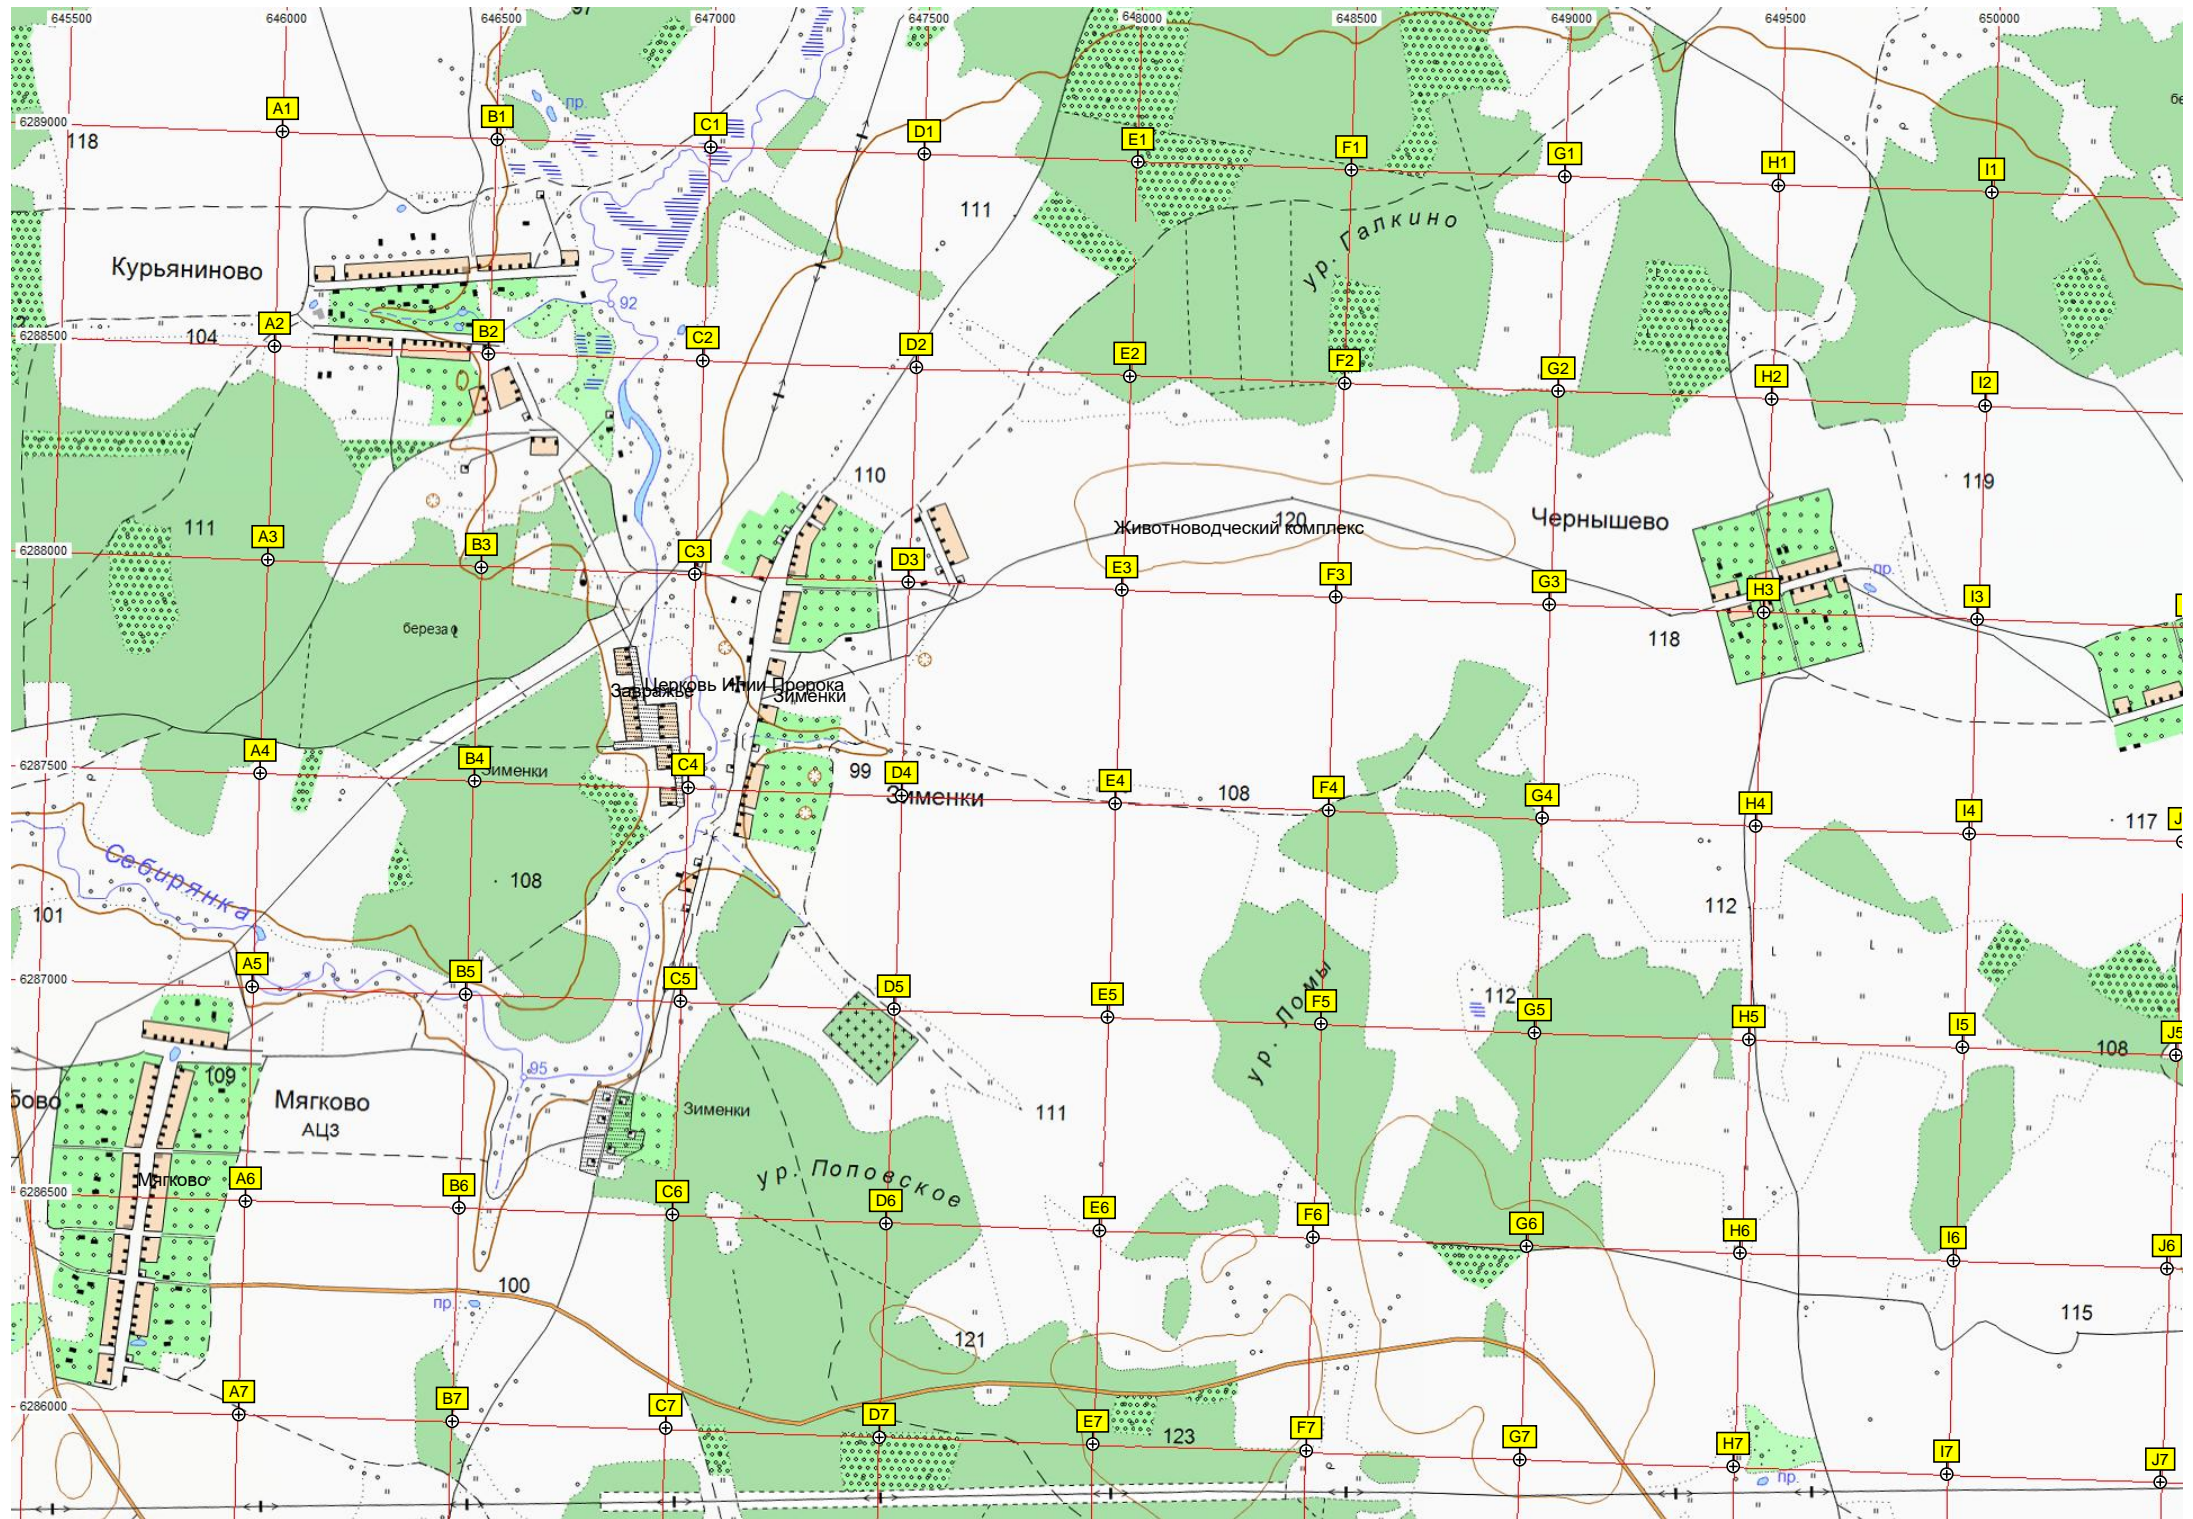 645500 646000 646500 647000 647500 648000 648500 649000 649500 650000
97
пр.
6289000
A1 B1 C1 D1 E1 F1 G1 H1 I1
118
111
ур. Галкино
Курьяниново
92
6288500
104
A2 B2 C2 D2 E2 F2 G2 H2 I2
110
119
120
Животноводческий комплекс
Чернышево
111
6288000
A3 B3 C3 D3 E3 F3 G3 H3 I3
пр.
118
береза
Завражье
Церковь Илии Пророка
Зименки
6287500
A4 B4 C4 D4 E4 F4 G4 H4 I4
Зименки
99
Зименки
108
117
Себирянка
108
101
112
6287000
A5 B5 C5 D5 E5 F5 G5 H5 I5 J5
ур. Ломы
112
108
95
109
бово
Мягково
АЦЗ
Зименки
111
ур. Поповское
Мягково
6286500
A6 B6 C6 D6 E6 F6 G6 H6 I6 J6
100
пр.
121
115
6286000
A7 B7 C7 D7 E7 F7 G7 H7 I7 J7
123
пр.